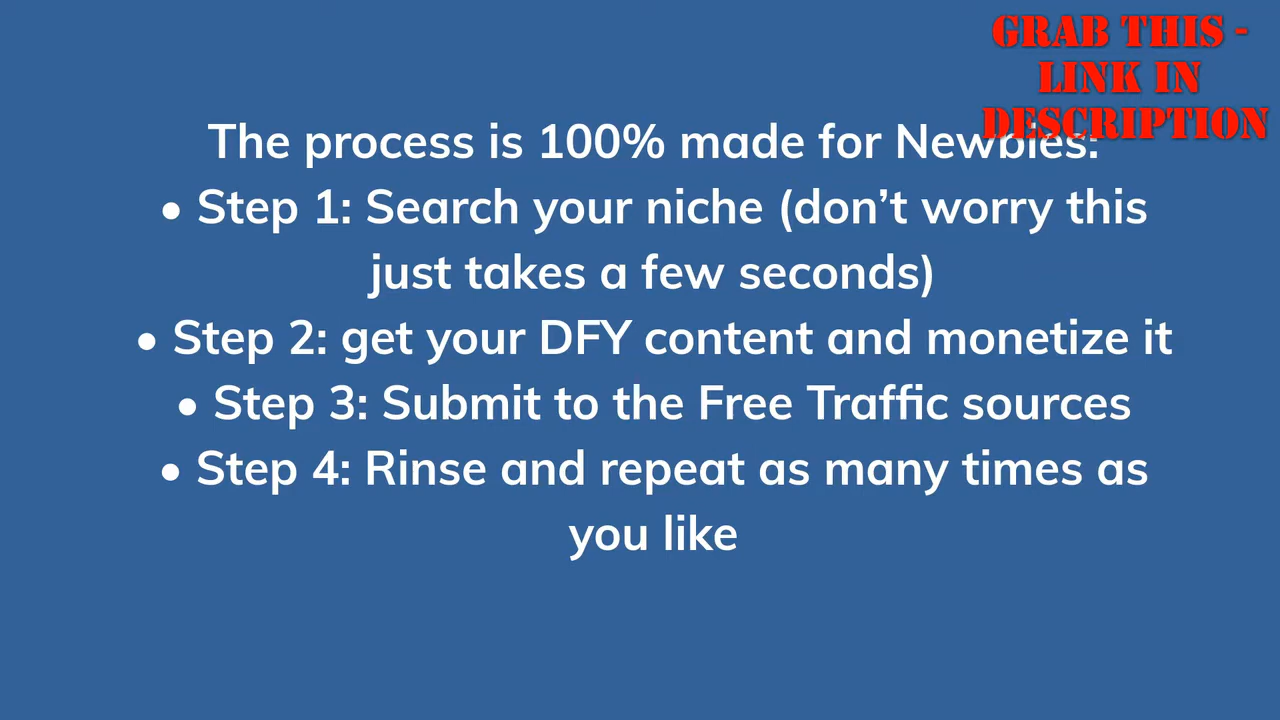 GRAB THIS -
LINK IN
DESCRIPTION
The process is 100% made for Newbies:
• Step 1: Search your niche (don’t worry this
just takes a few seconds)
• Step 2: get your DFY content and monetize it
• Step 3: Submit to the Free Traffic sources
• Step 4: Rinse and repeat as many times as
you like